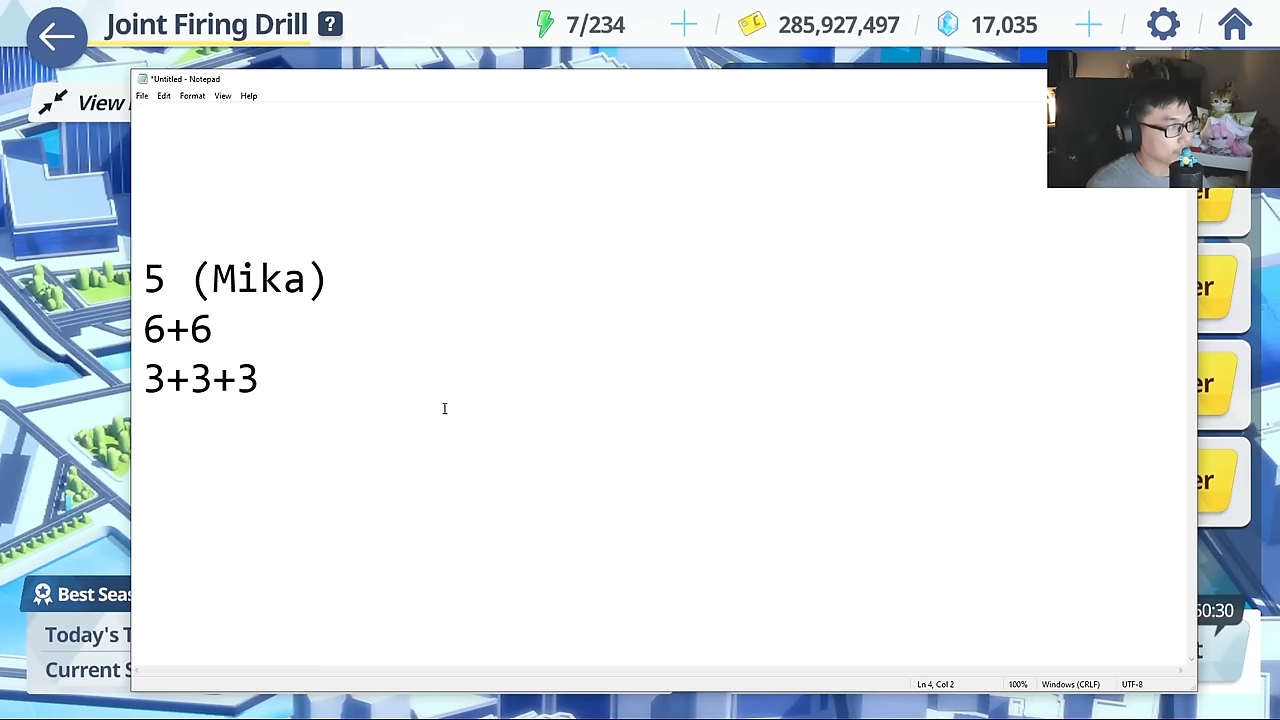 Joint Firing Drill ?
7/234
285,927,497
17,035
View
*Untitled - Notepad
File Edit Format View Help
5 (Mika)
6+6
3+3+3
er
er
er
er
Best Seas
50:30
Today's T
Current S
t
Ln 4, Col 2
100%
Windows (CRLF)
UTF-8